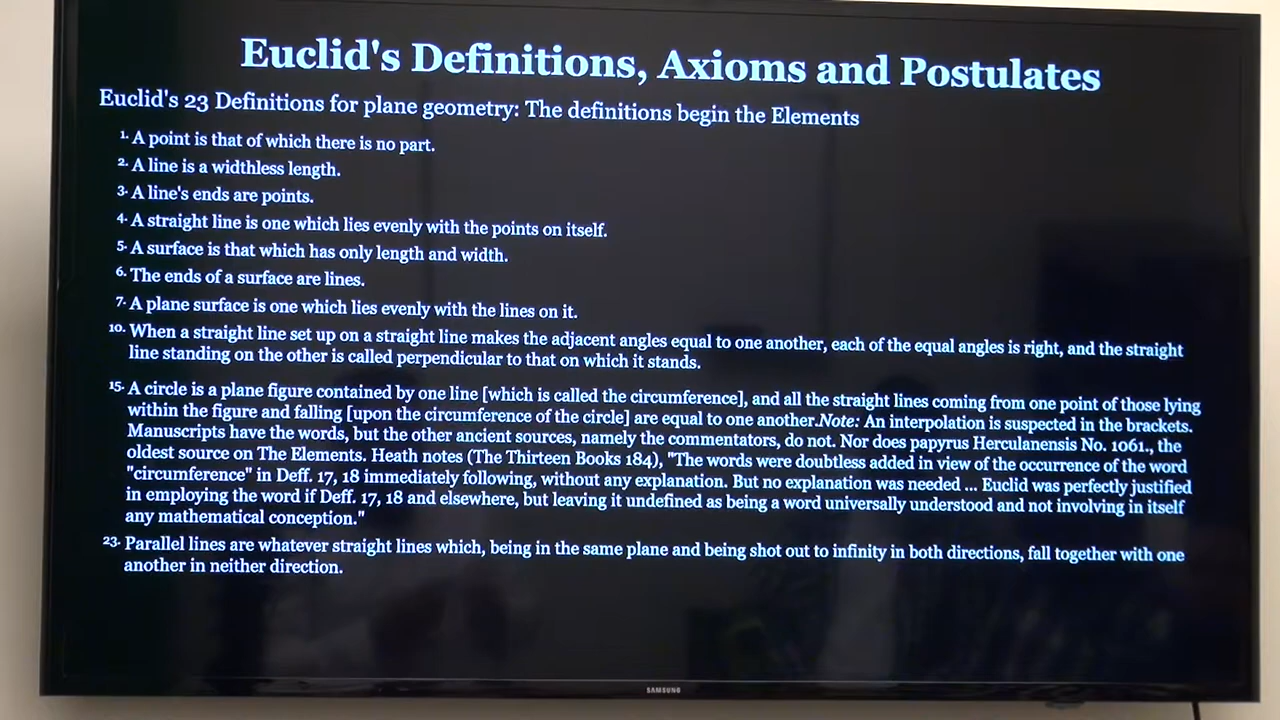 Euclid's Definitions, Axioms and Postulates
Euclid's 23 Definitions for plane geometry: The definitions begin the Elements
1. A point is that of which there is no part.
2. A line is a widthless length.
3. A line's ends are points.
4. A straight line is one which lies evenly with the points on itself.
5. A surface is that which has only length and width.
6. The ends of a surface are lines.
7. A plane surface is one which lies evenly with the lines on it.
10. When a straight line set up on a straight line makes the adjacent angles equal to one another, each of the equal angles is right, and the straight
line standing on the other is called perpendicular to that on which it stands.
15. A circle is a plane figure contained by one line [which is called the circumference], and all the straight lines coming from one point of those lying
within the figure and falling [upon the circumference of the circle] are equal to one another.Note: An interpolation is suspected in the brackets.
Manuscripts have the words, but the other ancient sources, namely the commentators, do not. Nor does papyrus Herculanensis No. 1061., the
oldest source on The Elements. Heath notes (The Thirteen Books 184), "The words were doubtless added in view of the occurrence of the word
"circumference" in Deff. 17, 18 immediately following, without any explanation. But no explanation was needed ... Euclid was perfectly justified
in employing the word if Deff. 17, 18 and elsewhere, but leaving it undefined as being a word universally understood and not involving in itself
any mathematical conception."
23. Parallel lines are whatever straight lines which, being in the same plane and being shot out to infinity in both directions, fall together with one
another in neither direction.
SAMSUNG